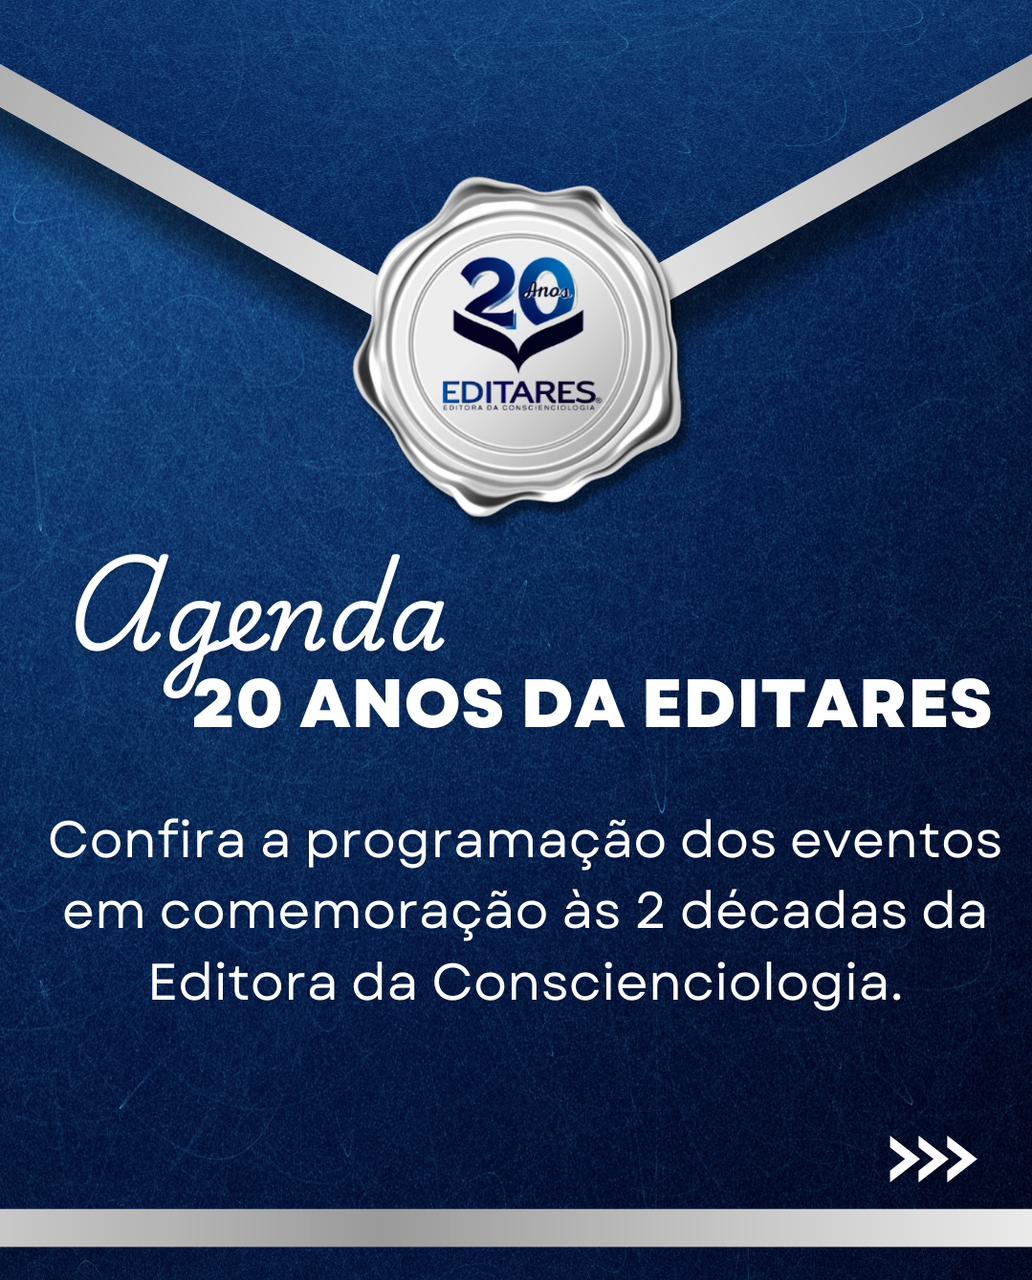 20
Anos
EDITARES®
EDITORA DA CONSCIENCIOLOGIA
Agenda
20 ANOS DA EDITARES
Confira a programação dos eventos
em comemoração às 2 décadas da
Editora da Conscienciologia.